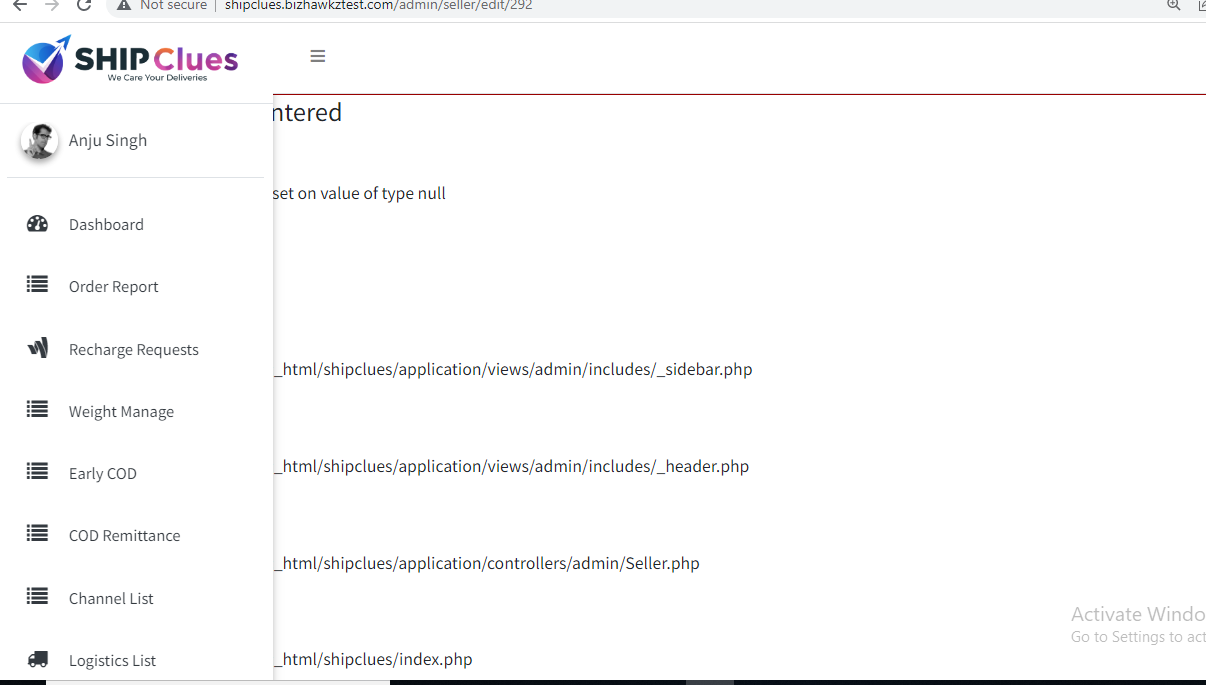 Not secure | shipclues.bizhawkztest.com/admin/seller/edit/292
SHIP Clues
We Care Your Deliveries
ntered
Anju Singh
set on value of type null
Dashboard
Order Report
Recharge Requests
_html/shipclues/application/views/admin/includes/_sidebar.php
Weight Manage
Early COD
_html/shipclues/application/views/admin/includes/_header.php
COD Remittance
_html/shipclues/application/controllers/admin/Seller.php
Channel List
Activate Windo
Go to Settings to act
Logistics List
_html/shipclues/index.php